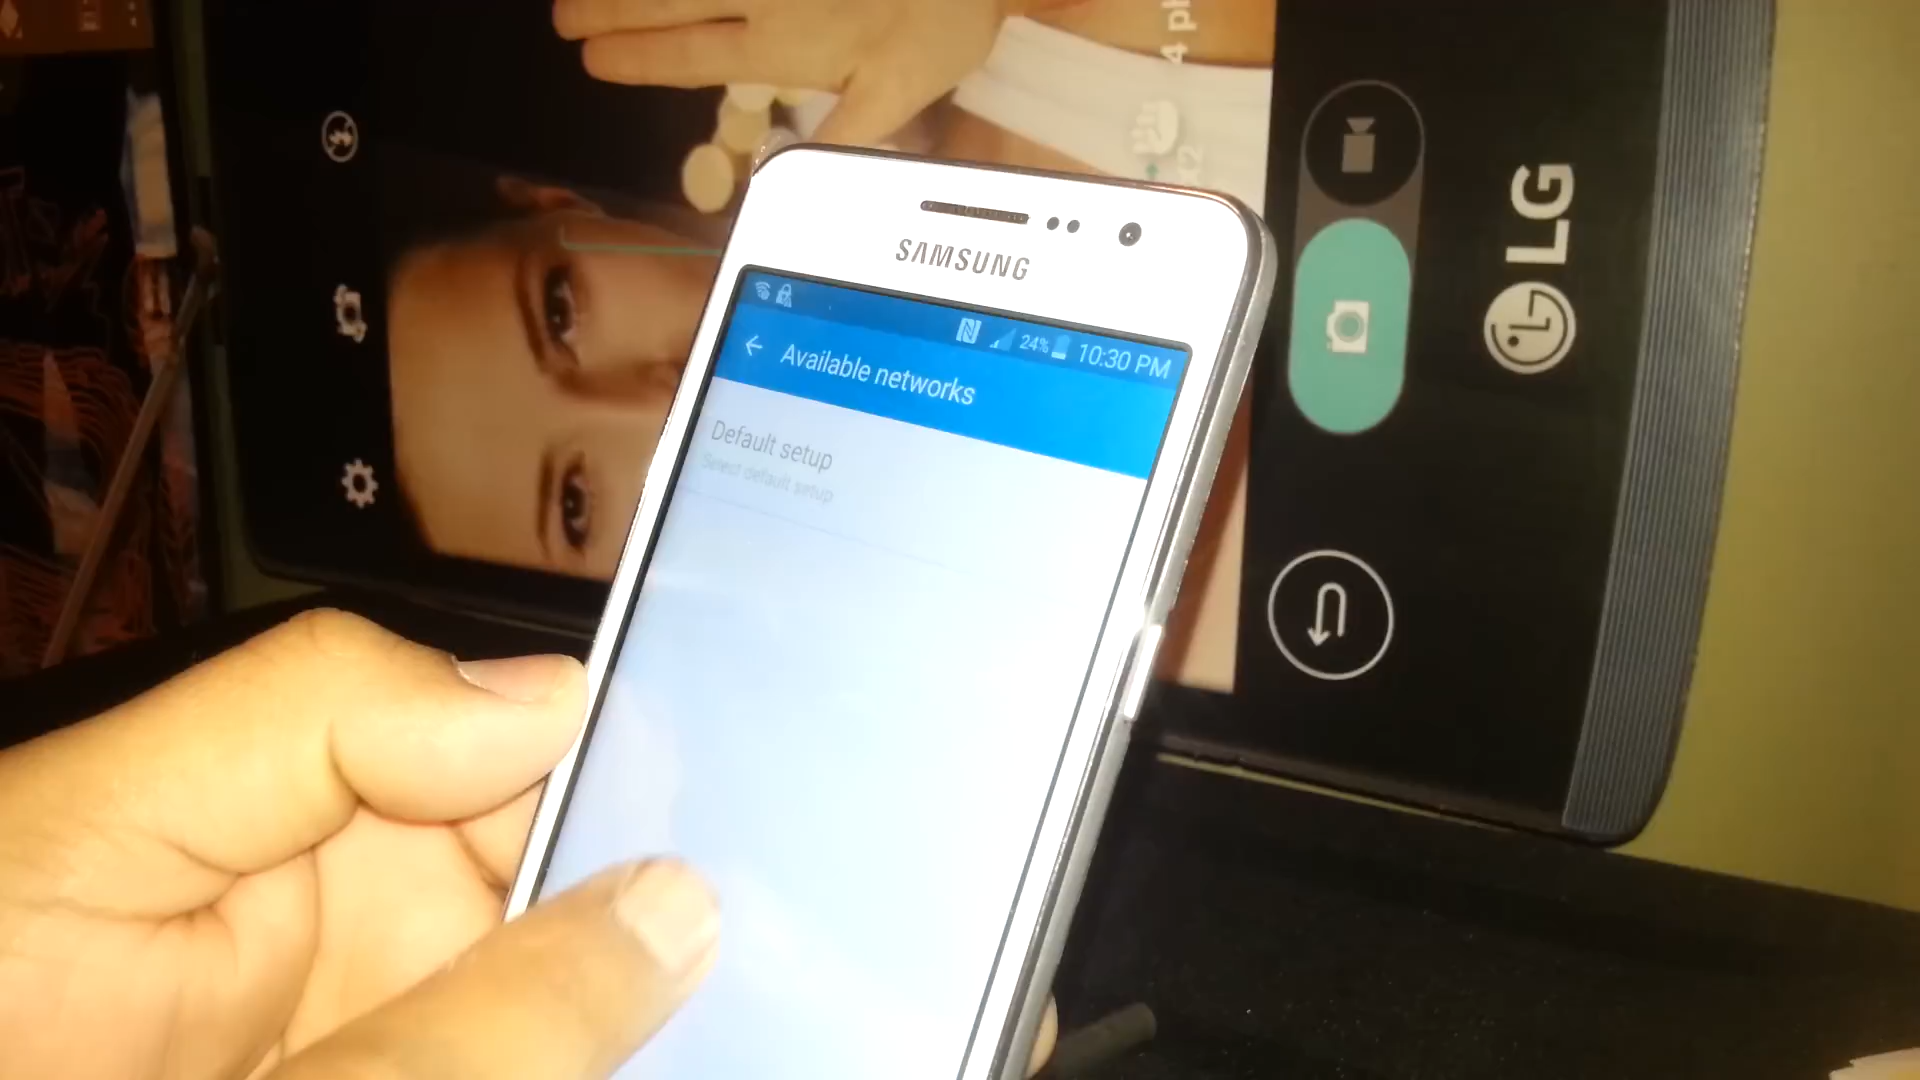 SAMSUNG
24% 10:30 PM
Available networks
Default setup
Select default setup
LG